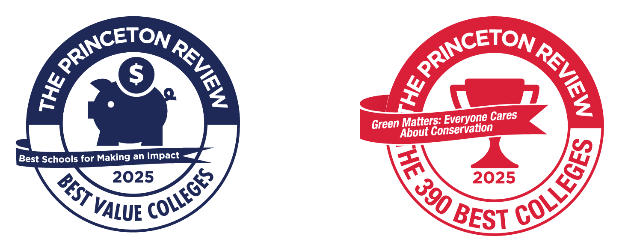 THE PRINCETON REVIEW
$
Best Schools for Making an Impact
2025
BEST VALUE COLLEGES
THE PRINCETON REVIEW
Green Matters: Everyone Cares
About Conservation
2025
THE 390 BEST COLLEGES